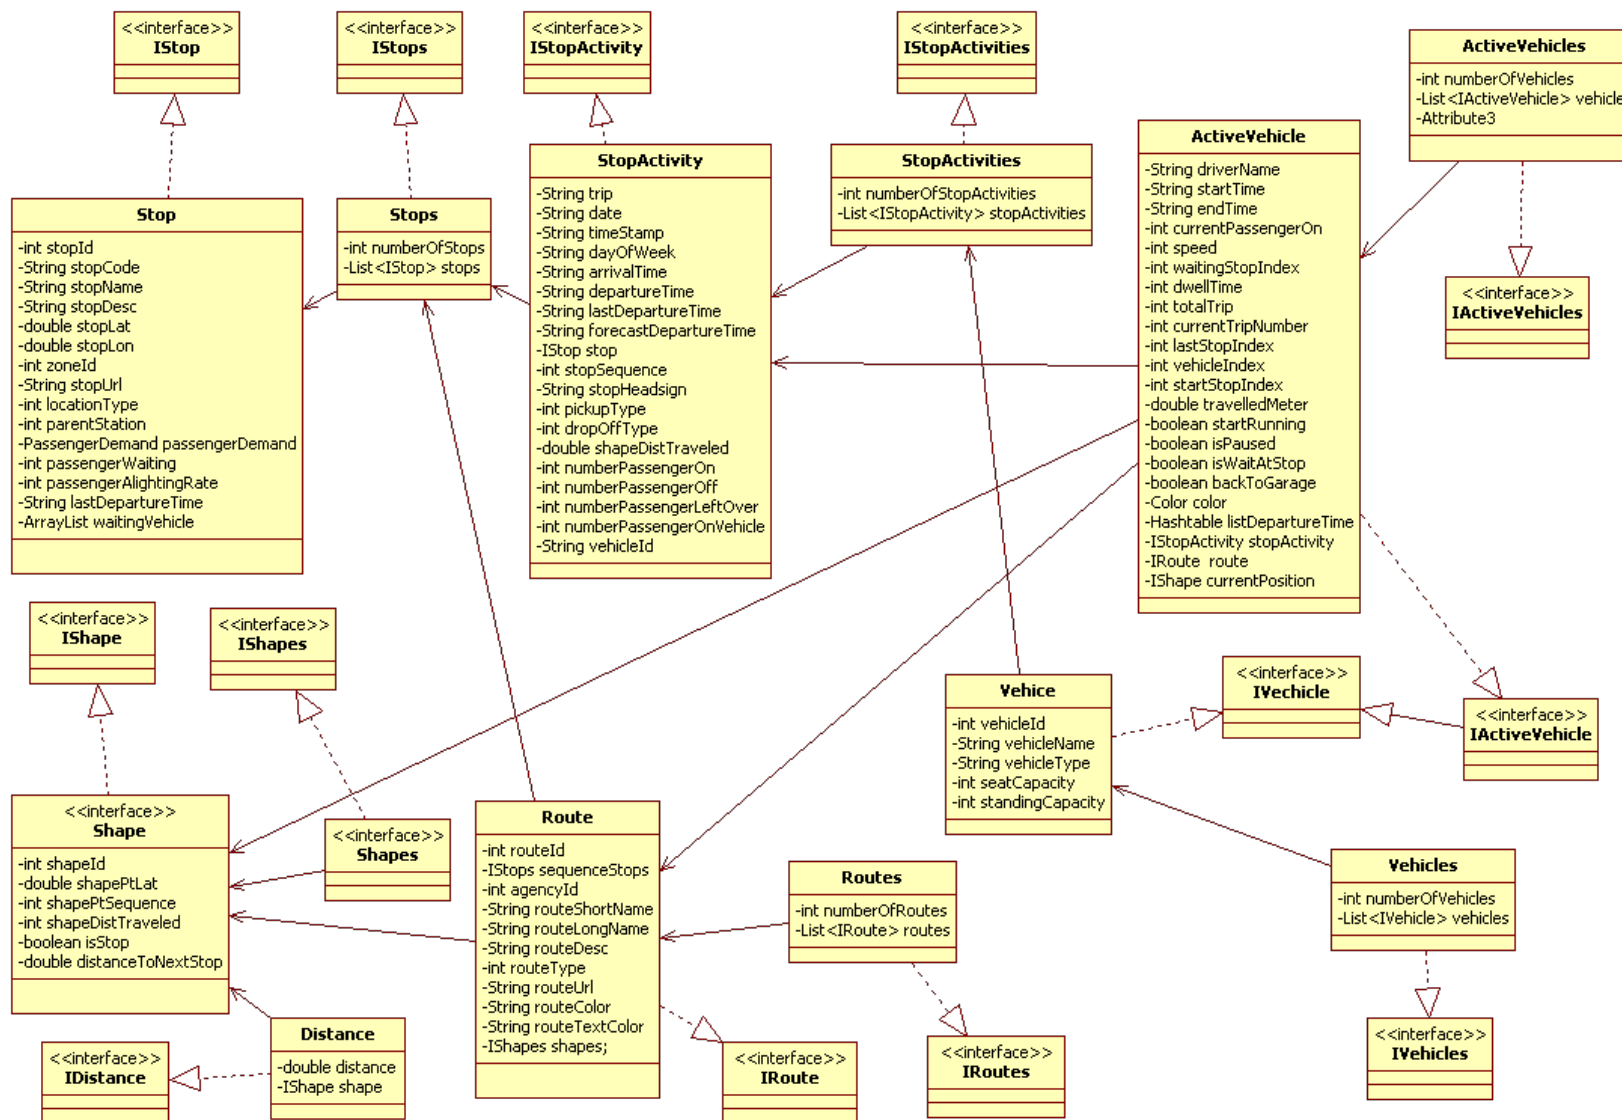 <<interface>>
IStop
<<interface>>
IStops
<<interface>>
IStopActivity
<<interface>>
IStopActivities
ActiveVehicles
-int numberOfVehicles
-List<IActiveVehicle> vehicle
-Attribute3
ActiveVehicle
-String driverName
-String startTime
-String endTime
-int currentPassengerOn
-int speed
-int waitingStopIndex
-int dwellTime
-int totalTrip
-int currentTripNumber
-int lastStopIndex
-int vehicleIndex
-int startStopIndex
-double travelledMeter
-boolean startRunning
-boolean isPaused
-boolean isWaitAtStop
-boolean backToGarage
-Color color
-Hashtable listDepartureTime
-IStopActivity stopActivity
-IRoute route
-IShape currentPosition
StopActivity
-String trip
-String date
-String timeStamp
-String dayOfWeek
-String arrivalTime
-String departureTime
-String lastDepartureTime
-String forecastDepartureTime
-IStop stop
-int stopSequence
-String stopHeadsign
-int pickupType
-int dropOffType
-double shapeDistTraveled
-int numberPassengerOn
-int numberPassengerOff
-int numberPassengerLeftOver
-int numberPassengerOnVehicle
-String vehicleId
StopActivities
-int numberOfStopActivities
-List<IStopActivity> stopActivities
Stop
-int stopId
-String stopCode
-String stopName
-String stopDesc
-double stopLat
-double stopLon
-int zoneId
-String stopUrl
-int locationType
-int parentStation
-PassengerDemand passengerDemand
-int passengerWaiting
-int passengerAlightingRate
-String lastDepartureTime
-ArrayList waitingVehicle
Stops
-int numberOfStops
-List<IStop> stops
<<interface>>
IActiveVehicles
<<interface>>
IShape
<<interface>>
IShapes
Vehice
-int vehicleId
-String vehicleName
-String vehicleType
-int seatCapacity
-int standingCapacity
<<interface>>
IVechicle
<<interface>>
IActiveVehicle
<<interface>>
Shape
-int shapeId
-double shapePtLat
-int shapePtSequence
-int shapeDistTraveled
-boolean isStop
-double distanceToNextStop
<<interface>>
Shapes
Route
-int routeId
-IStops sequenceStops
-int agencyId
-String routeShortName
-String routeLongName
-String routeDesc
-int routeType
-String routeUrl
-String routeColor
-String routeTextColor
-IShapes shapes;
Routes
-int numberOfRoutes
-List<IRoute> routes
Vehicles
-int numberOfVehicles
-List<IVehicle> vehicles
<<interface>>
IDistance
Distance
-double distance
-IShape shape
<<interface>>
IRoute
<<interface>>
IRoutes
<<interface>>
IVehicles